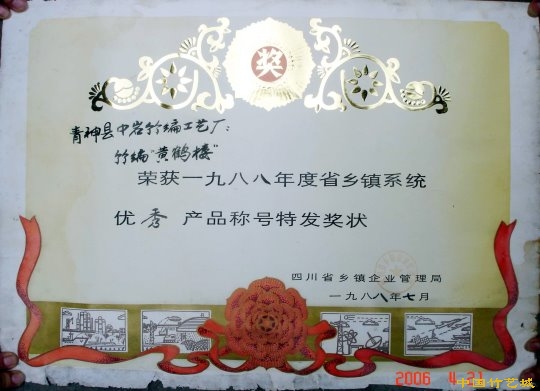 奖
青神县中岩竹编工艺厂：
竹编"黄鹤楼"
荣获一九八八年度省乡镇系统
优秀产品称号特发奖状
四川省乡镇企业管理局
一九八八年七月
2006 4 21
中国竹艺城